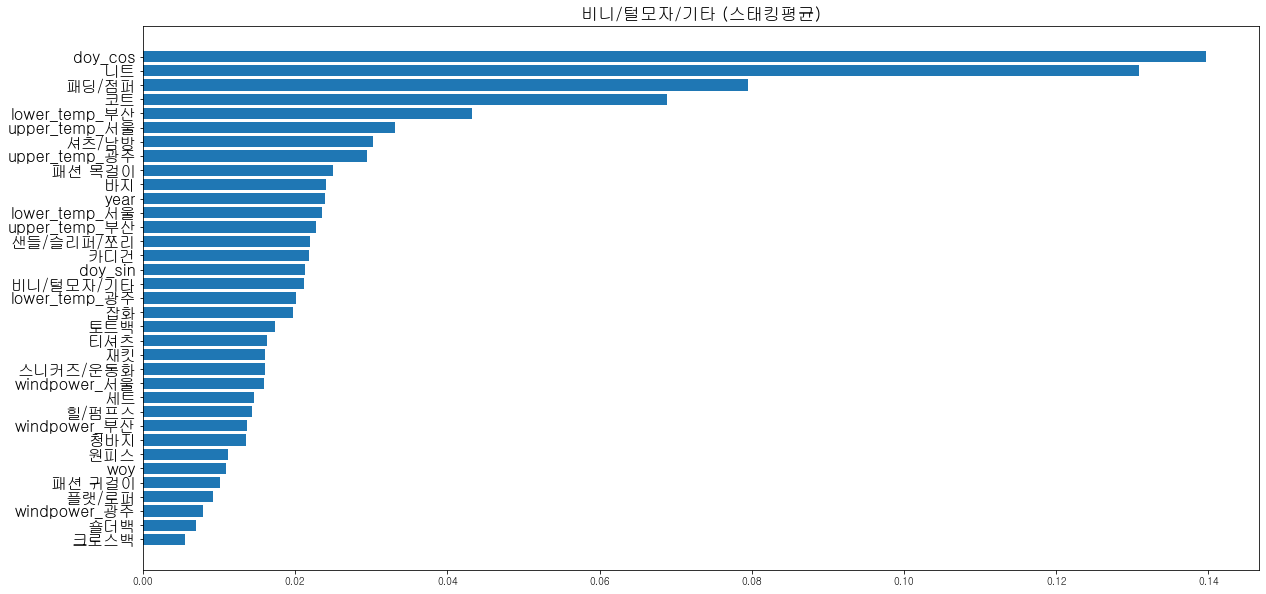 비니/털모자/기타 (스태킹평균)
doy_cos
니트
패딩/점퍼
코트
lower_temp_부산
upper_temp_서울
셔츠/남방
upper_temp_광주
패션 목걸이
바지
year
lower_temp_서울
upper_temp_부산
샌들/슬리퍼/쪼리
카디건
doy_sin
비니/털모자/기타
lower_temp_광주
잡화
토트백
티셔츠
재킷
스니커즈/운동화
windpower_서울
세트
힐/펌프스
windpower_부산
청바지
원피스
woy
패션 귀걸이
플랫/로퍼
windpower_광주
숄더백
크로스백
0.00 0.02 0.04 0.06 0.08 0.10 0.12 0.14